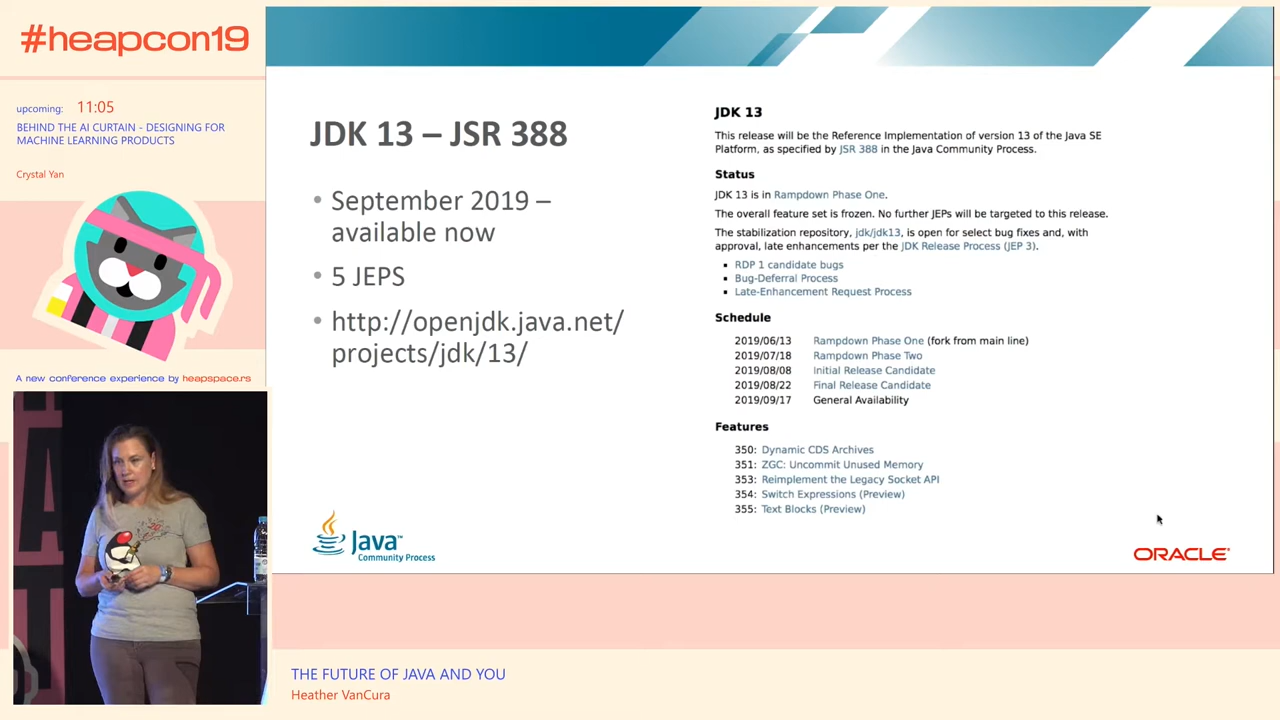 #heapcon19
upcoming: 11:05
BEHIND THE AI CURTAIN - DESIGNING FOR
MACHINE LEARNING PRODUCTS
Crystal Yan
A new conference experience by heapspace.rs
JDK 13 – JSR 388
• September 2019 –
available now
• 5 JEPS
• http://openjdk.java.net/
projects/jdk/13/
Java™
Community Process
JDK 13
This release will be the Reference Implementation of version 13 of the Java SE
Platform, as specified by JSR 388 in the Java Community Process.
Status
JDK 13 is in Rampdown Phase One.
The overall feature set is frozen. No further JEPs will be targeted to this release.
The stabilization repository, jdk/jdk13, is open for select bug fixes and, with
approval, late enhancements per the JDK Release Process (JEP 3).
▪ RDP 1 candidate bugs
▪ Bug-Deferral Process
▪ Late-Enhancement Request Process
Schedule
2019/06/13 Rampdown Phase One (fork from main line)
2019/07/18 Rampdown Phase Two
2019/08/08 Initial Release Candidate
2019/08/22 Final Release Candidate
2019/09/17 General Availability
Features
350: Dynamic CDS Archives
351: ZGC: Uncommit Unused Memory
353: Reimplement the Legacy Socket API
354: Switch Expressions (Preview)
355: Text Blocks (Preview)
ORACLE
THE FUTURE OF JAVA AND YOU
Heather VanCura